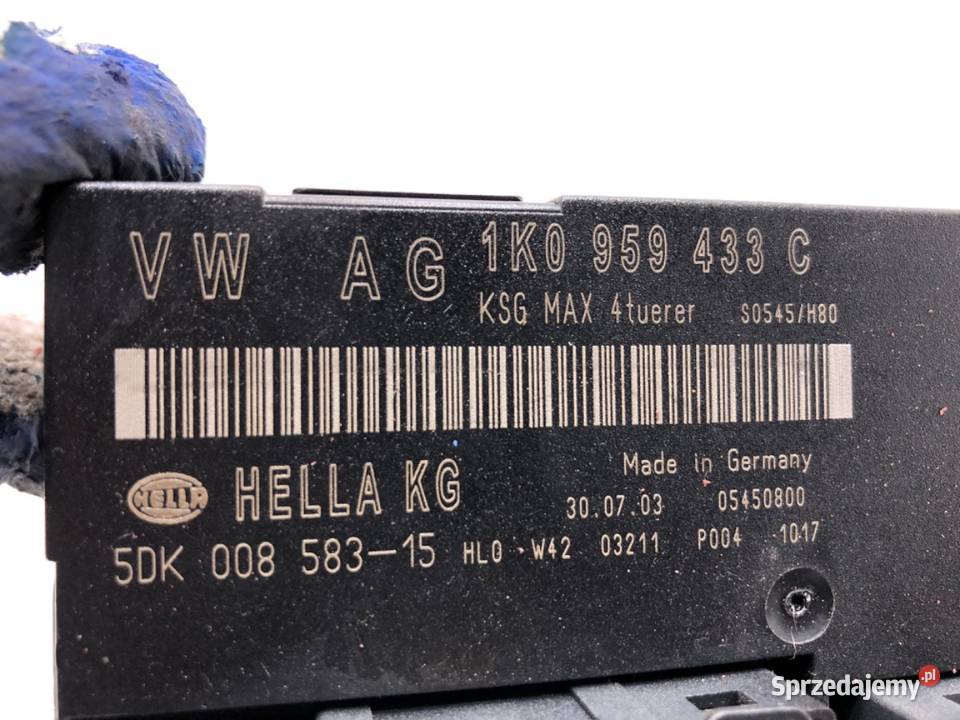 VW AG 1K0 959 433 C
KSG MAX 4tuerer S0545/H80
HELLA HELLA KG Made in Germany
30.07.03 05450800
5DK 008 583-15 HLO W42 03211 P004 1017
Sprzedajemy.pl